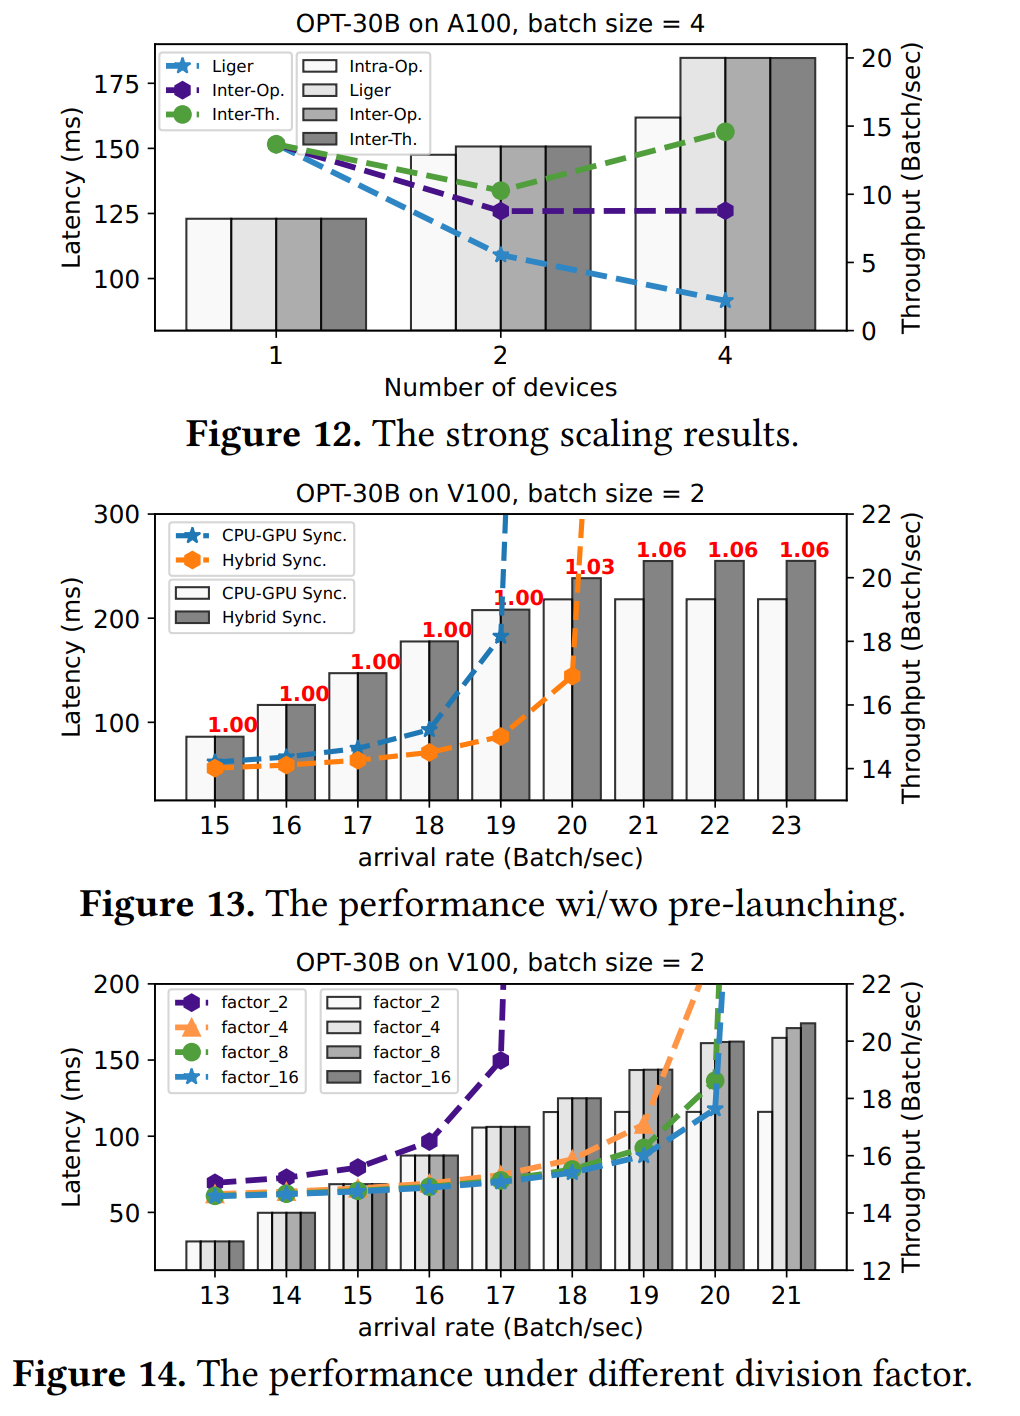 OPT-30B on A100, batch size = 4
Liger
Inter-Op.
Inter-Th.
Intra-Op.
Liger
Inter-Op.
Inter-Th.
175
150
125
100
Latency (ms)
20
15
10
5
0
Throughput (Batch/sec)
1 2 4
Number of devices
Figure 12. The strong scaling results.
OPT-30B on V100, batch size = 2
CPU-GPU Sync.
Hybrid Sync.
CPU-GPU Sync.
Hybrid Sync.
300
200
100
Latency (ms)
1.00 1.00 1.00 1.00 1.00 1.03 1.06 1.06 1.06
22
20
18
16
14
Throughput (Batch/sec)
15 16 17 18 19 20 21 22 23
arrival rate (Batch/sec)
Figure 13. The performance wi/wo pre-launching.
OPT-30B on V100, batch size = 2
factor_2
factor_4
factor_8
factor_16
factor_2
factor_4
factor_8
factor_16
200
150
100
50
Latency (ms)
22
20
18
16
14
12
Throughput (Batch/sec)
13 14 15 16 17 18 19 20 21
arrival rate (Batch/sec)
Figure 14. The performance under different division factor.